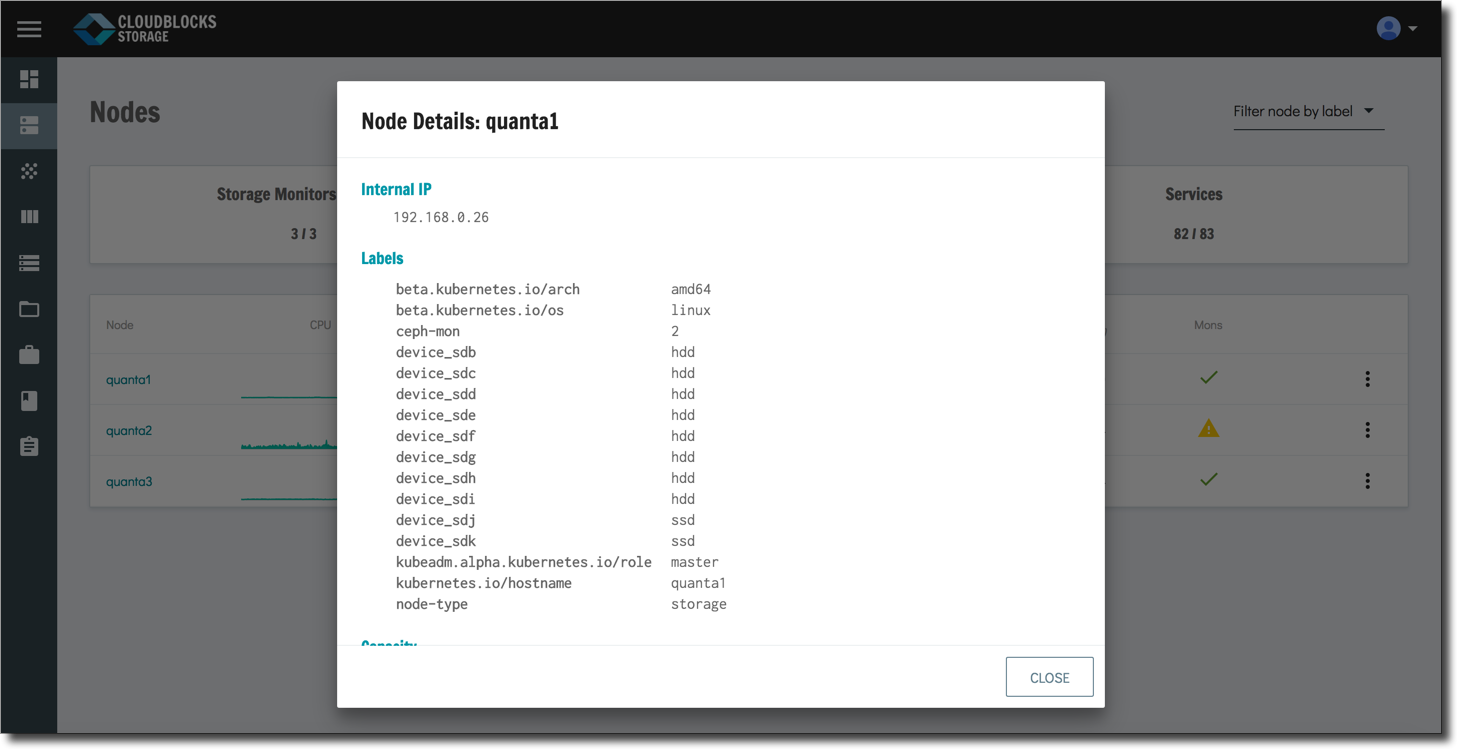 CLOUDBLOCKS
STORAGE
Nodes
Filter node by label
Storage Monitors
3 / 3
Services
82 / 83
Node CPU Mons
quanta1
quanta2
quanta3
Node Details: quanta1
Internal IP
192.168.0.26
Labels
beta.kubernetes.io/arch amd64
beta.kubernetes.io/os linux
ceph-mon 2
device_sdb hdd
device_sdc hdd
device_sdd hdd
device_sde hdd
device_sdf hdd
device_sdg hdd
device_sdh hdd
device_sdi hdd
device_sdj ssd
device_sdk ssd
kubeadm.alpha.kubernetes.io/role master
kubernetes.io/hostname quanta1
node-type storage
Capacity
CLOSE